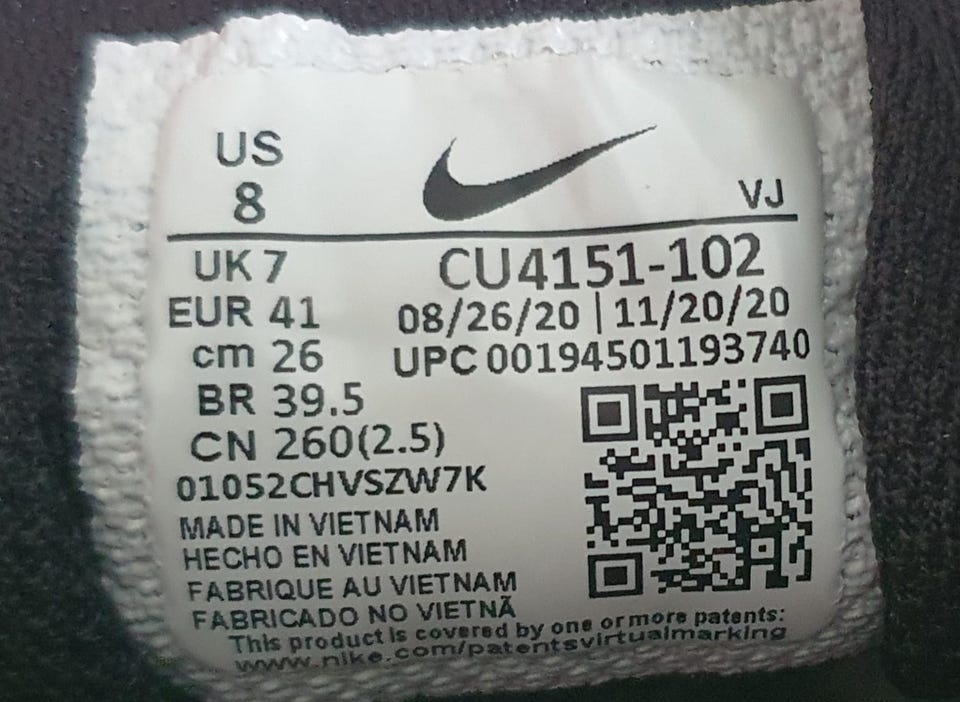 US
8
VJ
UK 7
CU4151-102
EUR 41
08/26/20 | 11/20/20
cm 26
UPC 00194501193740
BR 39.5
CN 260(2.5)
01052CHVSZW7K
MADE IN VIETNAM
HECHO EN VIETNAM
FABRIQUE AU VIETNAM
FABRICADO NO VIETNÃ
This product is covered by one or more patents:
www.nike.com/patentsvirtualmarking